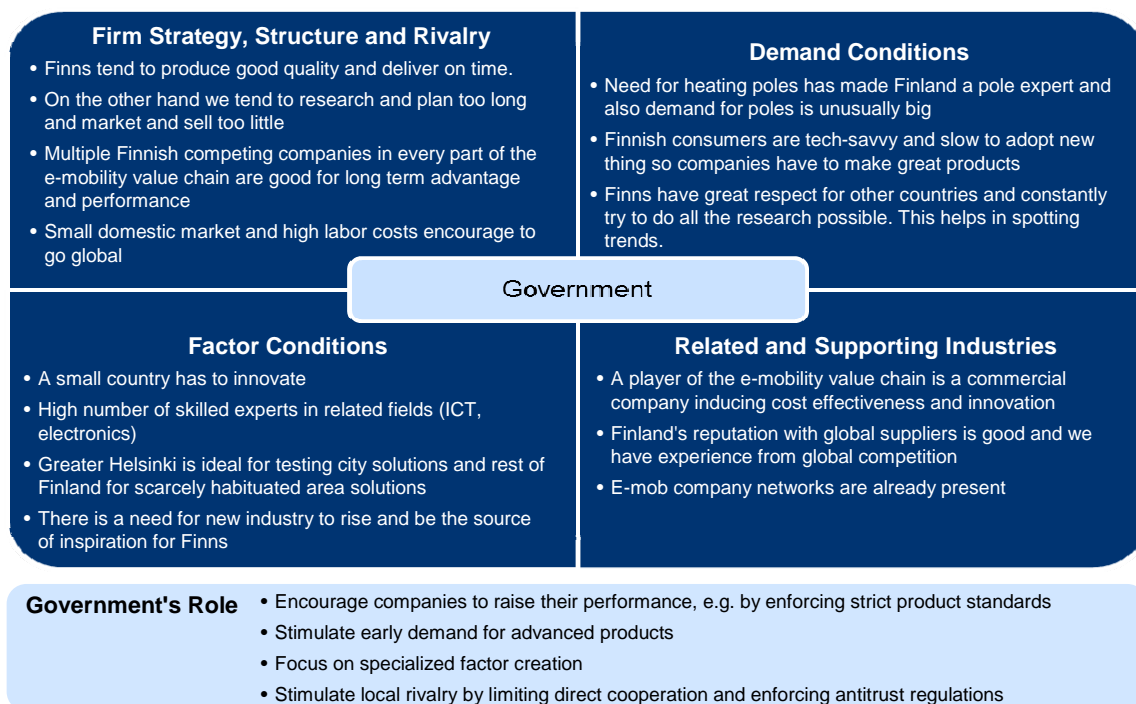 Firm Strategy, Structure and Rivalry
• Finns tend to produce good quality and deliver on time.
• On the other hand we tend to research and plan too long
and market and sell too little
• Multiple Finnish competing companies in every part of the
e-mobility value chain are good for long term advantage
and performance
• Small domestic market and high labor costs encourage to
go global
Demand Conditions
• Need for heating poles has made Finland a pole expert and
also demand for poles is unusually big
• Finnish consumers are tech-savvy and slow to adopt new
thing so companies have to make great products
• Finns have great respect for other countries and constantly
try to do all the research possible. This helps in spotting
trends.
Government
Factor Conditions
• A small country has to innovate
• High number of skilled experts in related fields (ICT,
electronics)
• Greater Helsinki is ideal for testing city solutions and rest of
Finland for scarcely habituated area solutions
• There is a need for new industry to rise and be the source
of inspiration for Finns
Related and Supporting Industries
• A player of the e-mobility value chain is a commercial
company inducing cost effectiveness and innovation
• Finland's reputation with global suppliers is good and we
have experience from global competition
• E-mob company networks are already present
Government's Role
• Encourage companies to raise their performance, e.g. by enforcing strict product standards
• Stimulate early demand for advanced products
• Focus on specialized factor creation
• Stimulate local rivalry by limiting direct cooperation and enforcing antitrust regulations